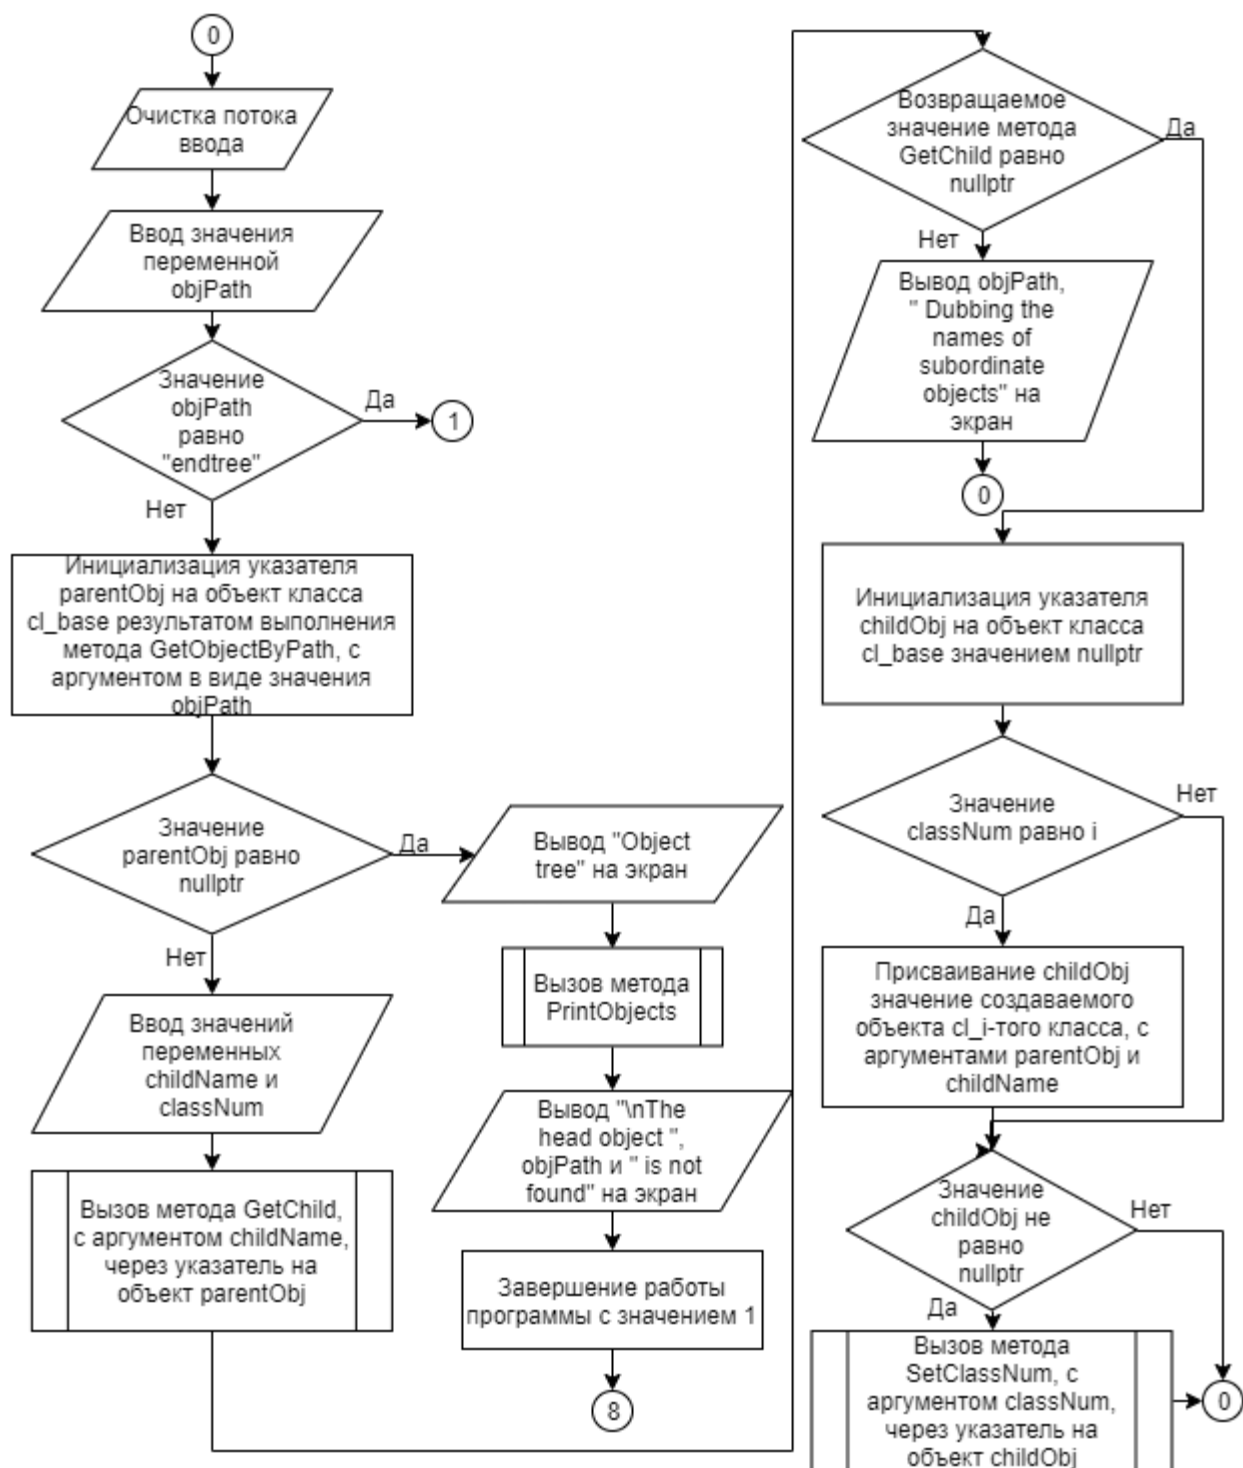 0
Очистка потока
ввода
Ввод значения
переменной
objPath
Значение
objPath
равно
"endtree"
Да
1
Нет
Инициализация указателя
parentObj на объект класса
cl_base результатом выполнения
метода GetObjectByPath, с
аргументом в виде значения
objPath
Значение
parentObj равно
nullptr
Да
Нет
Ввод значений
переменных
childName и
classNum
Вызов метода GetChild,
с аргументом childName,
через указатель на
объект parentObj
Вывод "Object
tree" на экран
Вызов метода
PrintObjects
Вывод "\nThe
head object ",
objPath и " is not
found" на экран
Завершение работы
программы с значением 1
8
Возвращаемое
значение метода
GetChild равно
nullptr
Да
Нет
Вывод objPath,
" Dubbing the
names of
subordinate
objects" на
экран
0
Инициализация указателя
childObj на объект класса
cl_base значением nullptr
Значение
classNum равно i
Нет
Да
Присваивание childObj
значение создаваемого
объекта cl_i-того класса, с
аргументами parentObj и
childName
Значение
childObj не
равно
nullptr
Нет
Да
Вызов метода
SetClassNum, с
аргументом classNum,
через указатель на
объект childObj
0